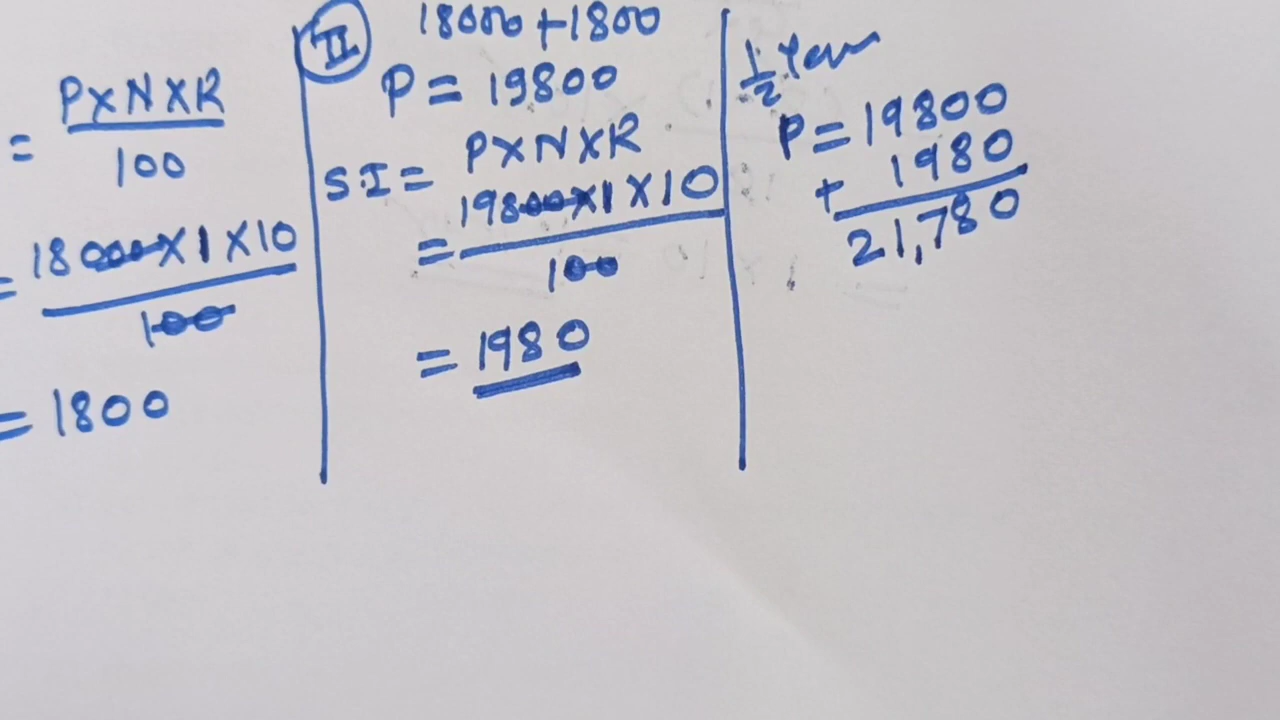 = P×N×R
100
= 18000×1×10
100
= 1800
II 18000+1800
P = 19800
S.I = P×N×R
= 19800×1×10
100
= 1980
1/2 Year
P = 19800
+ 1980
21,780